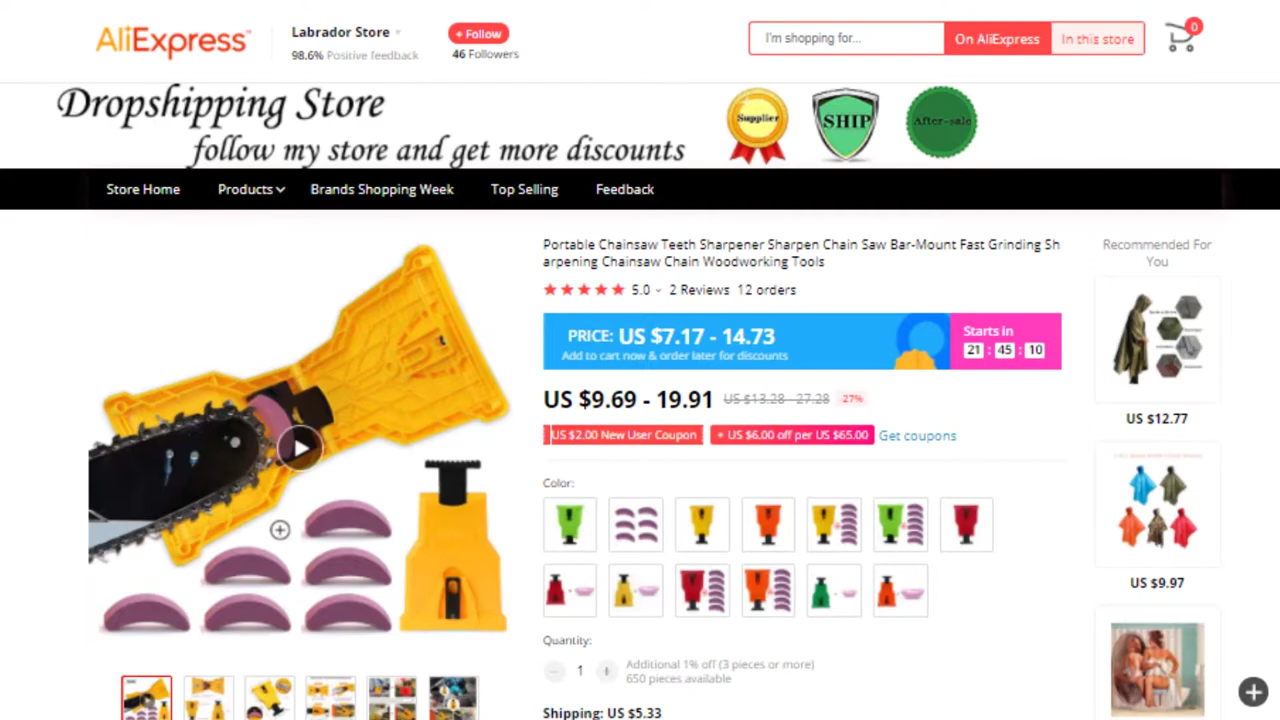 AliExpress™
Labrador Store
98.6% Positive feedback
+ Follow
46 Followers
I'm shopping for...
On AliExpress
In this store
0
Dropshipping Store
follow my store and get more discounts
Supplier
SHIP
After-sale
Store Home
Products
Brands Shopping Week
Top Selling
Feedback
Portable Chainsaw Teeth Sharpener Sharpen Chain Saw Bar-Mount Fast Grinding Sh
arpening Chainsaw Chain Woodworking Tools
5.0
2 Reviews
12 orders
PRICE: US $7.17 - 14.73
Add to cart now & order later for discounts
Starts in
21 : 45 : 10
US $9.69 - 19.91
US $13.28 - 27.28
-27%
US $2.00 New User Coupon
+ US $6.00 off per US $65.00
Get coupons
Color:
Quantity:
1
Additional 1% off (3 pieces or more)
650 pieces available
Shipping: US $5.33
Recommended For
You
US $12.77
US $9.97